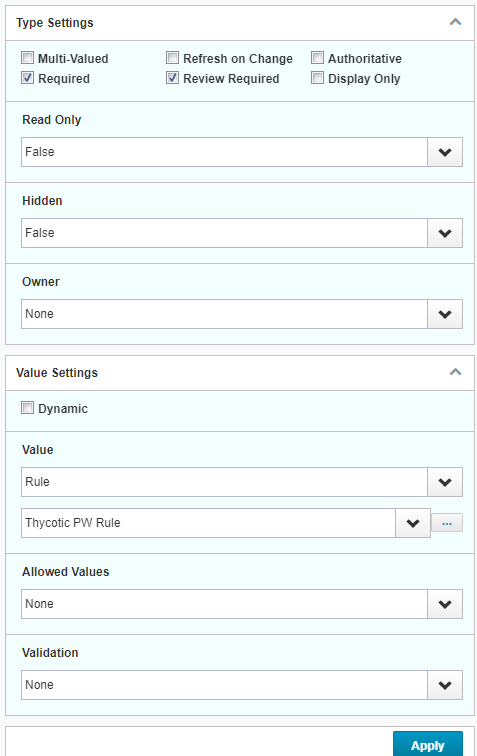 Type Settings
Multi-Valued Refresh on Change Authoritative
Required Review Required Display Only
Read Only
False
Hidden
False
Owner
None
Value Settings
Dynamic
Value
Rule
Thycotic PW Rule
...
Allowed Values
None
Validation
None
Apply